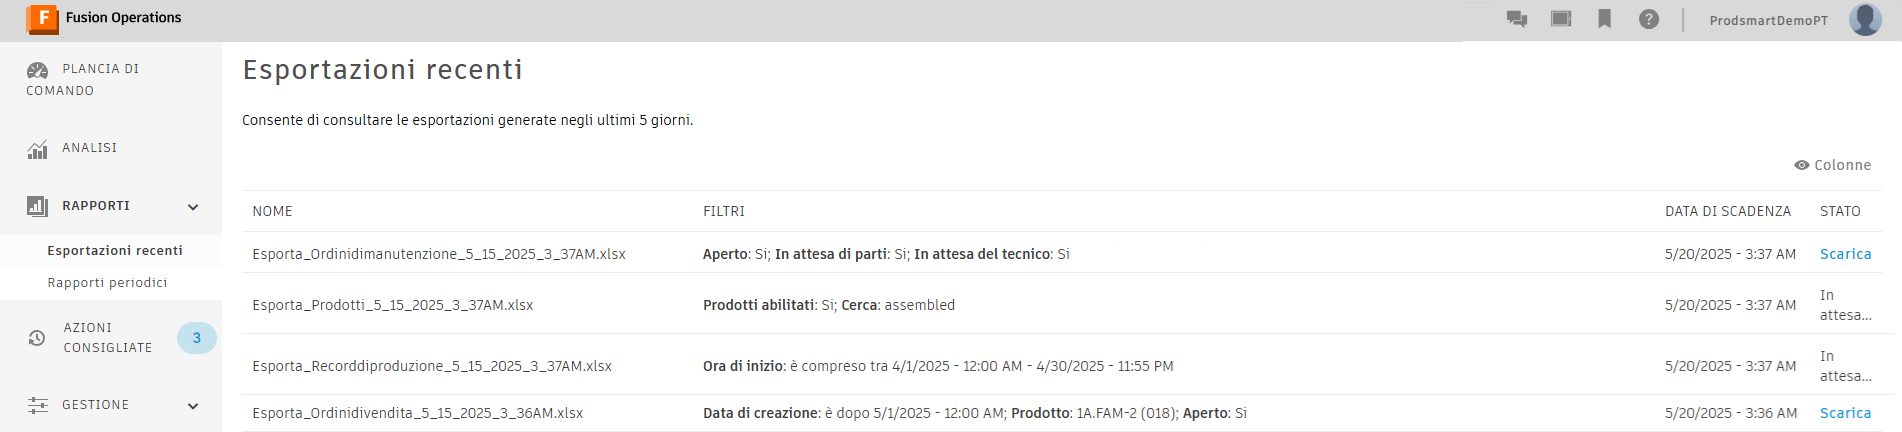 F Fusion Operations
ProdsmartDemoPT
PLANCIA DI
COMANDO
ANALISI
RAPPORTI
Esportazioni recenti
Rapporti periodici
AZIONI
CONSIGLIATE
3
GESTIONE
Esportazioni recenti
Consente di consultare le esportazioni generate negli ultimi 5 giorni.
Colonne
NOME FILTRI DATA DI SCADENZA STATO
Esporta_Ordinidimanutenzione_5_15_2025_3_37AM.xlsx Aperto: Sì; In attesa di parti: Sì; In attesa del tecnico: Sì 5/20/2025 - 3:37 AM Scarica
Esporta_Prodotti_5_15_2025_3_37AM.xlsx Prodotti abilitati: Sì; Cerca: assembled 5/20/2025 - 3:37 AM In
attesa...
Esporta_Recorddiproduzione_5_15_2025_3_37AM.xlsx Ora di inizio: è compreso tra 4/1/2025 - 12:00 AM - 4/30/2025 - 11:55 PM 5/20/2025 - 3:37 AM In
attesa...
Esporta_Ordinidivendita_5_15_2025_3_36AM.xlsx Data di creazione: è dopo 5/1/2025 - 12:00 AM; Prodotto: 1A.FAM-2 (018); Aperto: Sì 5/20/2025 - 3:36 AM Scarica